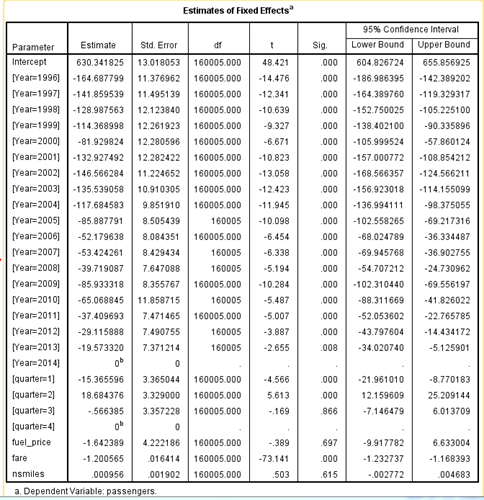 Estimates of Fixed Effectsa
95% Confidence Interval
Parameter Estimate Std. Error df t Sig. Lower Bound Upper Bound
Intercept 630.341825 13.018053 160005.000 48.421 .000 604.826724 655.856925
[Year=1996] -164.687799 11.376962 160005.000 -14.476 .000 -186.986395 -142.389202
[Year=1997] -141.859539 11.495139 160005.000 -12.341 .000 -164.389760 -119.329317
[Year=1998] -128.987563 12.123840 160005.000 -10.639 .000 -152.750025 -105.225100
[Year=1999] -114.368998 12.261923 160005.000 -9.327 .000 -138.402100 -90.335896
[Year=2000] -81.929824 12.280596 160005.000 -6.671 .000 -105.999524 -57.860124
[Year=2001] -132.927492 12.282422 160005.000 -10.823 .000 -157.000772 -108.854212
[Year=2002] -146.566284 11.224652 160005.000 -13.058 .000 -168.566357 -124.566211
[Year=2003] -135.539058 10.910305 160005.000 -12.423 .000 -156.923018 -114.155099
[Year=2004] -117.684583 9.851910 160005.000 -11.945 .000 -136.994111 -98.375055
[Year=2005] -85.887791 8.505439 160005 -10.098 .000 -102.558265 -69.217316
[Year=2006] -52.179638 8.084351 160005.000 -6.454 .000 -68.024789 -36.334487
[Year=2007] -53.424261 8.429434 160005 -6.338 .000 -69.945768 -36.902755
[Year=2008] -39.719087 7.647088 160005 -5.194 .000 -54.707212 -24.730962
[Year=2009] -85.933318 8.355767 160005.000 -10.284 .000 -102.310440 -69.556197
[Year=2010] -65.068845 11.858715 160005 -5.487 .000 -88.311669 -41.826022
[Year=2011] -37.409693 7.471465 160005.000 -5.007 .000 -52.053602 -22.765785
[Year=2012] -29.115888 7.490755 160005 -3.887 .000 -43.797604 -14.434172
[Year=2013] -19.573320 7.371214 160005 -2.655 .008 -34.020740 -5.125901
[Year=2014] 0b 0 . . . . .
[quarter=1] -15.365596 3.365044 160005.000 -4.566 .000 -21.961010 -8.770183
[quarter=2] 18.684376 3.329000 160005.000 5.613 .000 12.159609 25.209144
[quarter=3] -.566385 3.357228 160005.000 -.169 .866 -7.146479 6.013709
[quarter=4] 0b 0 . . . . .
fuel_price -1.642389 4.222186 160005.000 -.389 .697 -9.917782 6.633004
fare -1.200565 .016414 160005.000 -73.141 .000 -1.232737 -1.168393
nsmiles .000956 .001902 160005.000 .503 .615 -.002772 .004683
a. Dependent Variable: passengers.